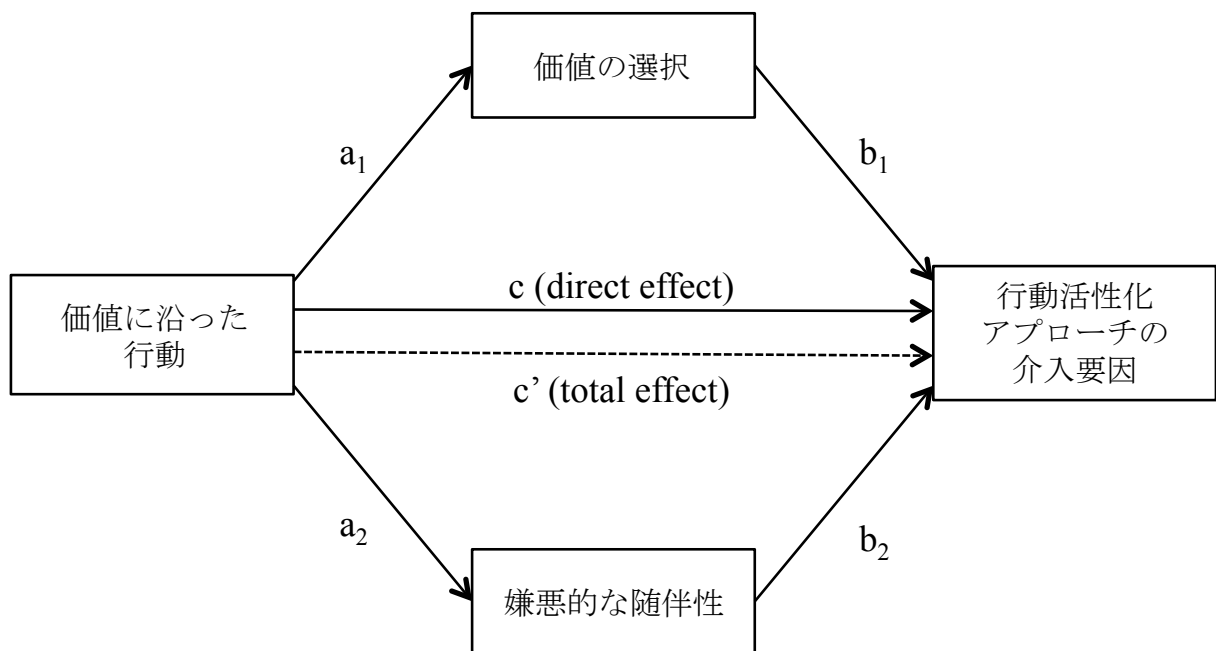 価値の選択
a₁
b₁
価値に沿った
行動
c (direct effect)
c’ (total effect)
行動活性化
アプローチの
介入要因
a₂
b₂
嫌悪的な随伴性